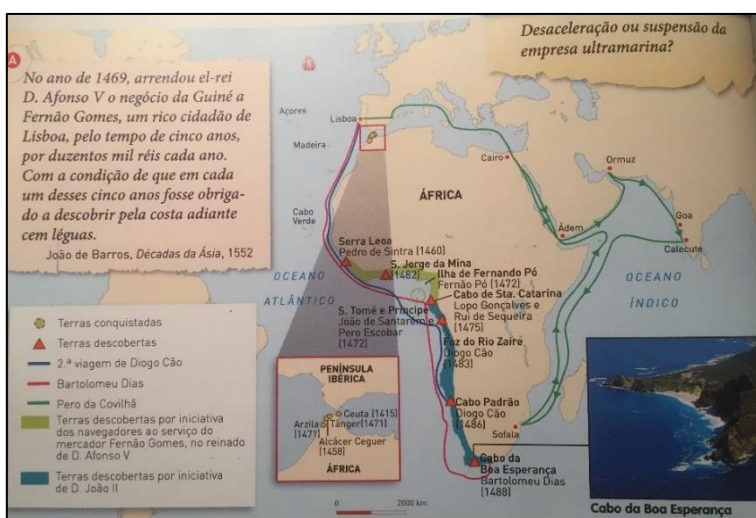 Desaceleração ou suspensão da
empresa ultramarina?
A
No ano de 1469, arrendou el-rei
D. Afonso V o negócio da Guiné a
Fernão Gomes, um rico cidadão de
Lisboa, pelo tempo de cinco anos,
por duzentos mil réis cada ano.
Com a condição de que em cada
um desses cinco anos fosse obriga-
do a descobrir pela costa adiante
cem léguas.
João de Barros, Décadas da Ásia, 1552
Açores
Lisboa
Madeira
Cabo
Verde
Cairo
Ormuz
ÁFRICA
Ádem
Goa
Calecute
Serra Leoa
Pedro de Sintra (1460)
S. Jorge da Mina
(1482)
Ilha de Fernando Pó
Fernão Pó (1472)
Cabo de Sta. Catarina
Lopo Gonçalves e
Rui de Sequeira
(1475)
OCEANO
ATLÂNTICO
OCEANO
ÍNDICO
S. Tomé e Príncipe
João de Santarém e
Pero Escobar
(1472)
Foz do Rio Zaire
Diogo Cão
(1483)
Cabo Padrão
Diogo Cão
(1486)
Sofala
Cabo da
Boa Esperança
Bartolomeu Dias
(1488)
Terras conquistadas
Terras descobertas
2.ª viagem de Diogo Cão
Bartolomeu Dias
Pero da Covilhã
Terras descobertas por iniciativa
dos navegadores ao serviço do
mercador Fernão Gomes, no reinado
de D. Afonso V
Terras descobertas por iniciativa
de D. João II
PENÍNSULA
IBÉRICA
Ceuta (1415)
Arzila
(1471)
Tânger (1471)
Alcácer Ceguer
(1458)
ÁFRICA
0 2000 km
Cabo da Boa Esperança